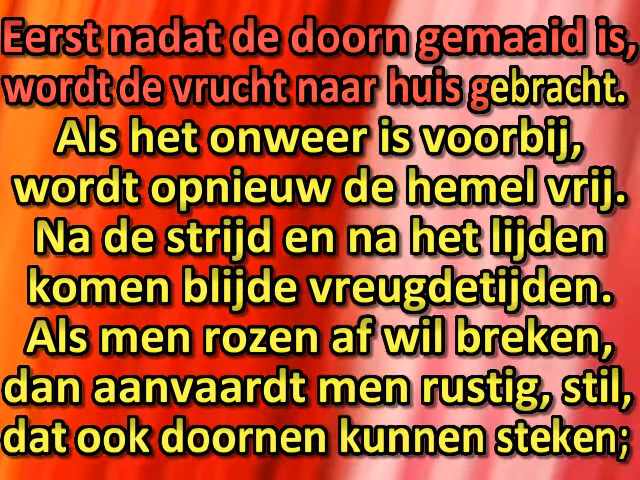 Eerst nadat de doorn gemaaid is,
wordt de vrucht naar huis gebracht.
Als het onweer is voorbij,
wordt opnieuw de hemel vrij.
Na de strijd en na het lijden
komen blijde vreugdetijden.
Als men rozen af wil breken,
dan aanvaardt men rustig, stil,
dat ook doornen kunnen steken;